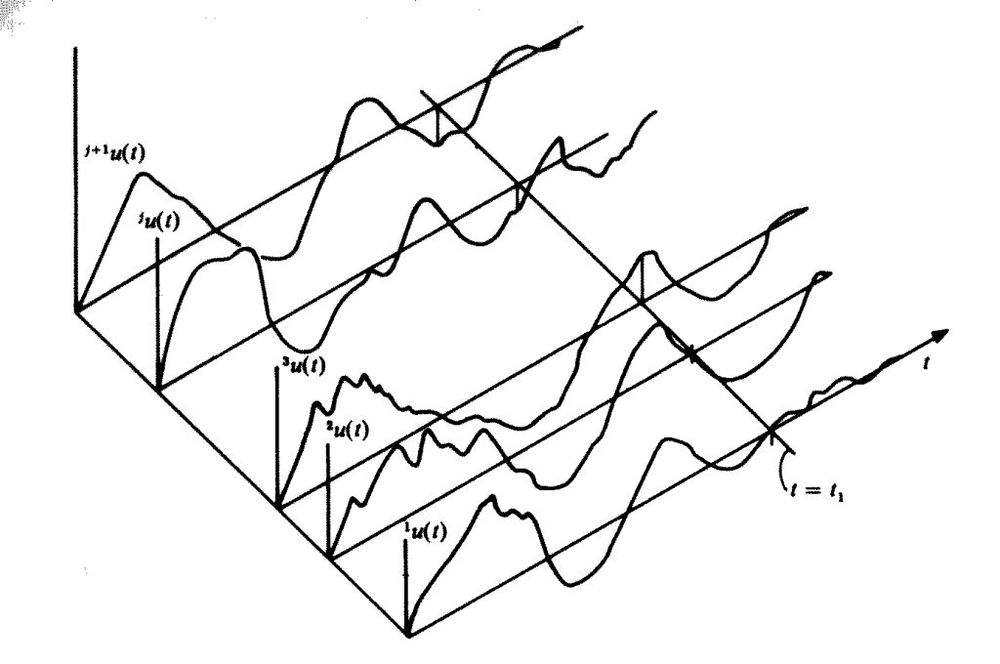 ʲ⁺¹u(t)
ʲu(t)
³u(t)
²u(t)
¹u(t)
t
t = t₁